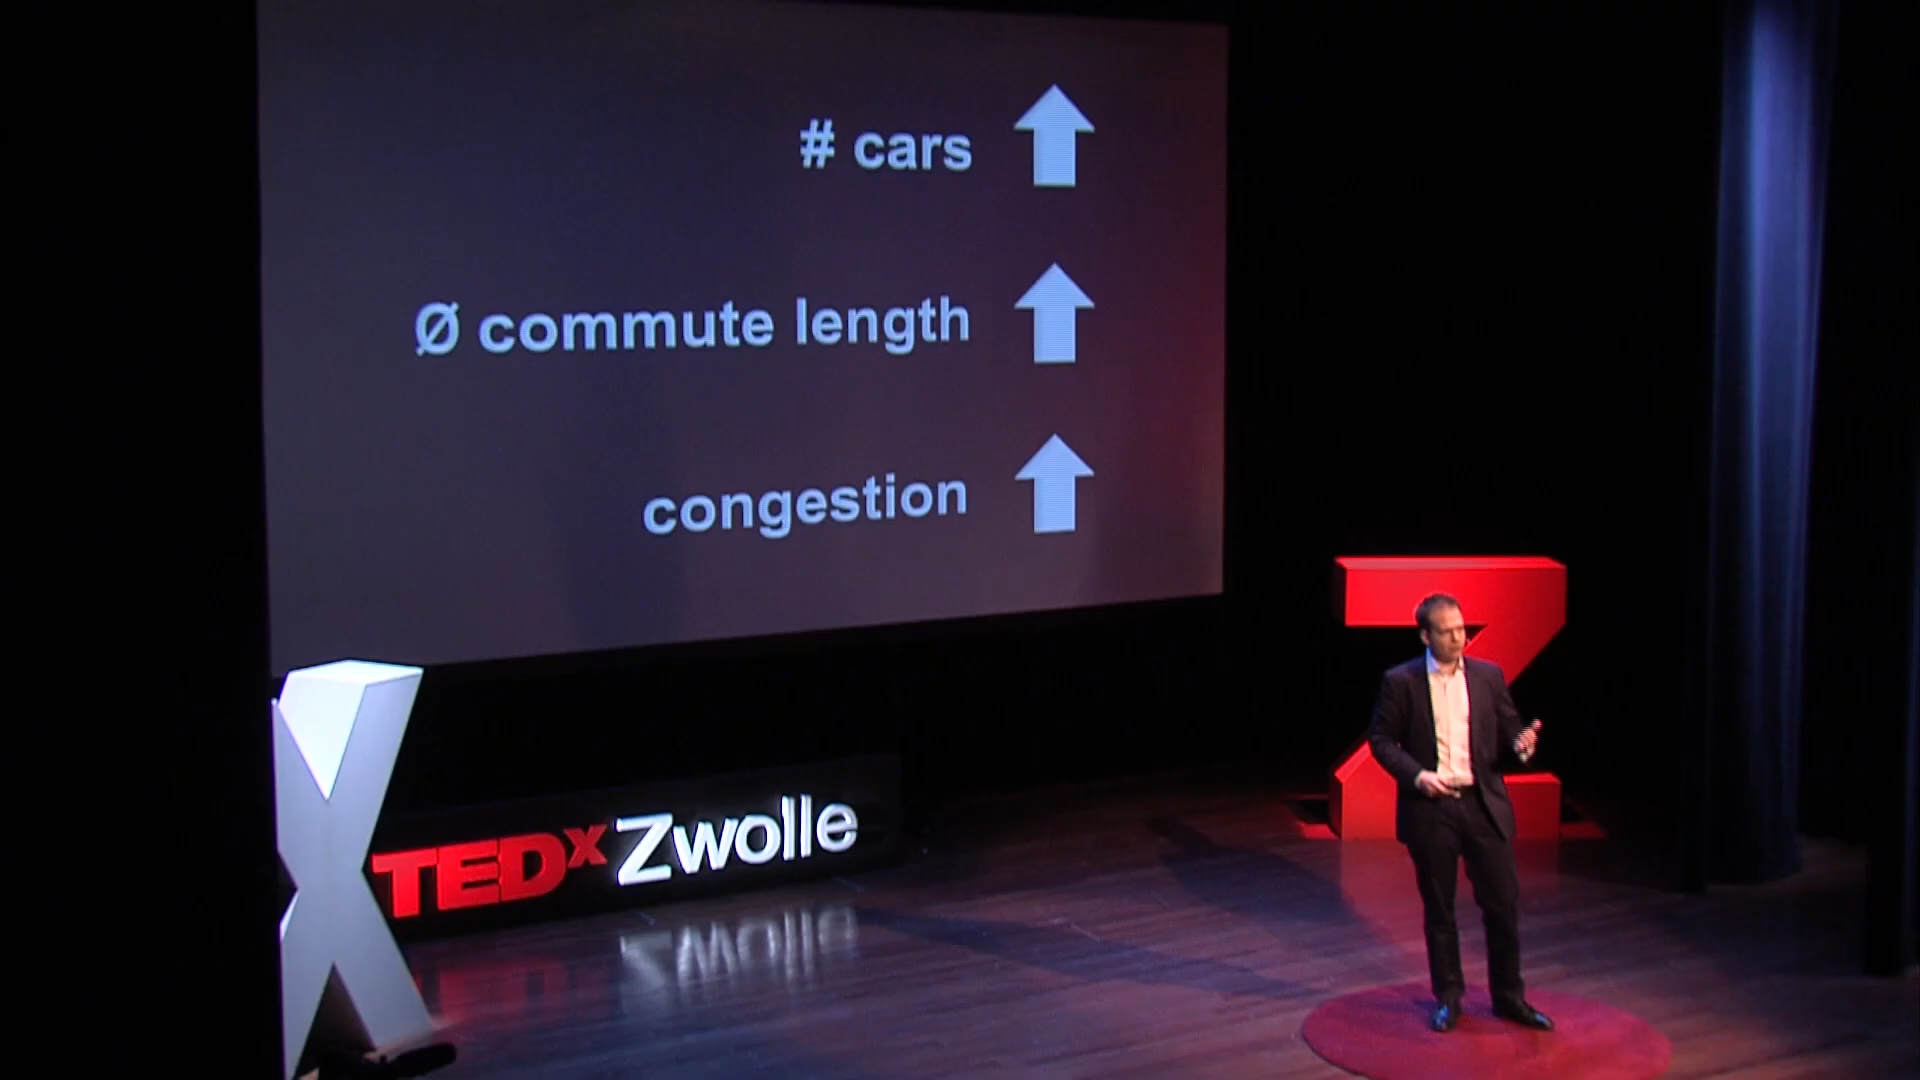 # cars
Ø commute length
congestion
X
TEDx Zwolle
Z